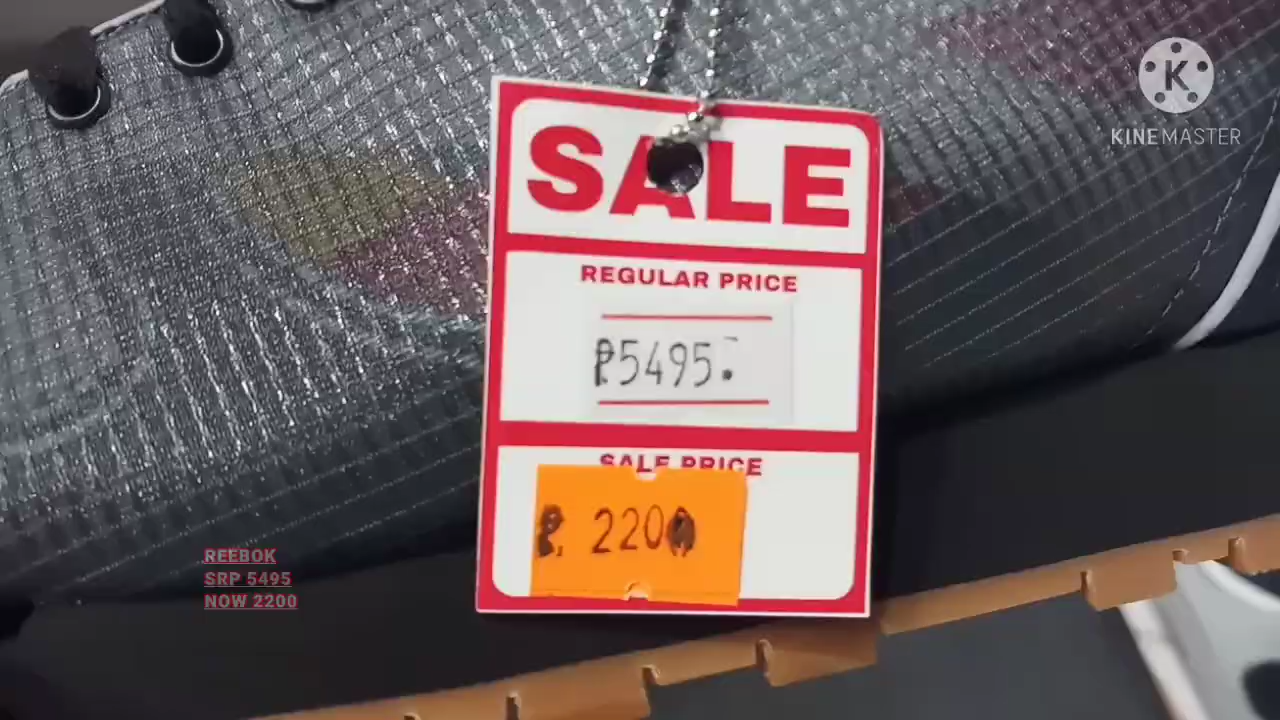 K
KINEMASTER
SALE
REGULAR PRICE
₱5495.
SALE PRICE
₱. 2200
REEBOK
SRP 5495
NOW 2200